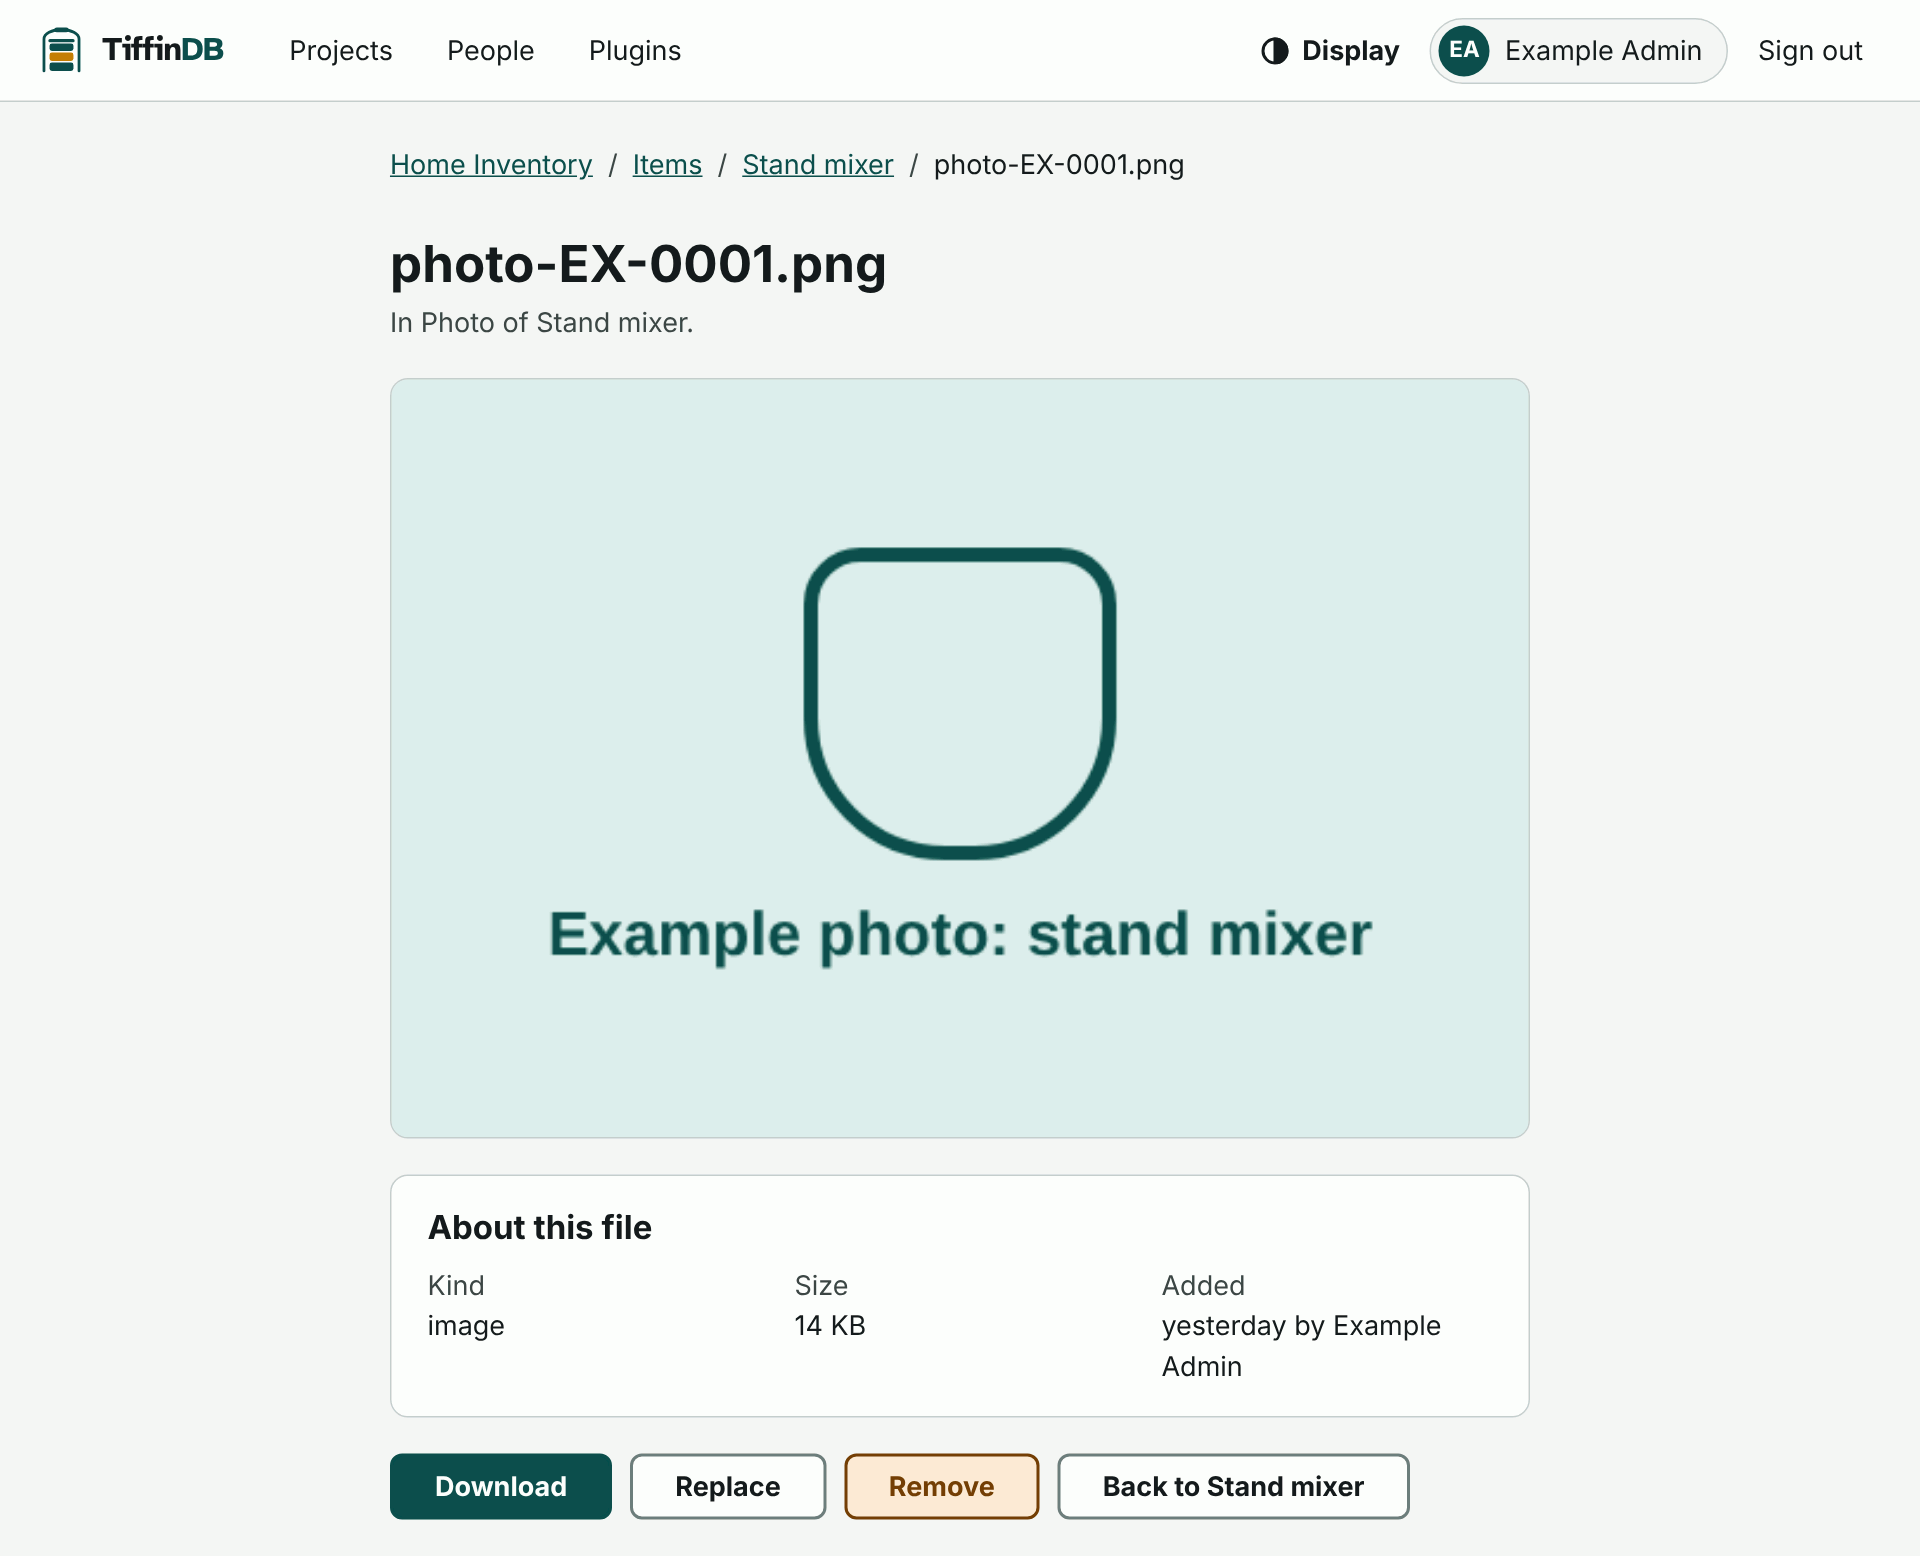 TiffinDB Projects People Plugins Display EA Example Admin Sign out
Home Inventory / Items / Stand mixer / photo-EX-0001.png
photo-EX-0001.png
In Photo of Stand mixer.
Example photo: stand mixer
About this file
Kind Size Added
image 14 KB yesterday by Example
Admin
Download Replace Remove Back to Stand mixer